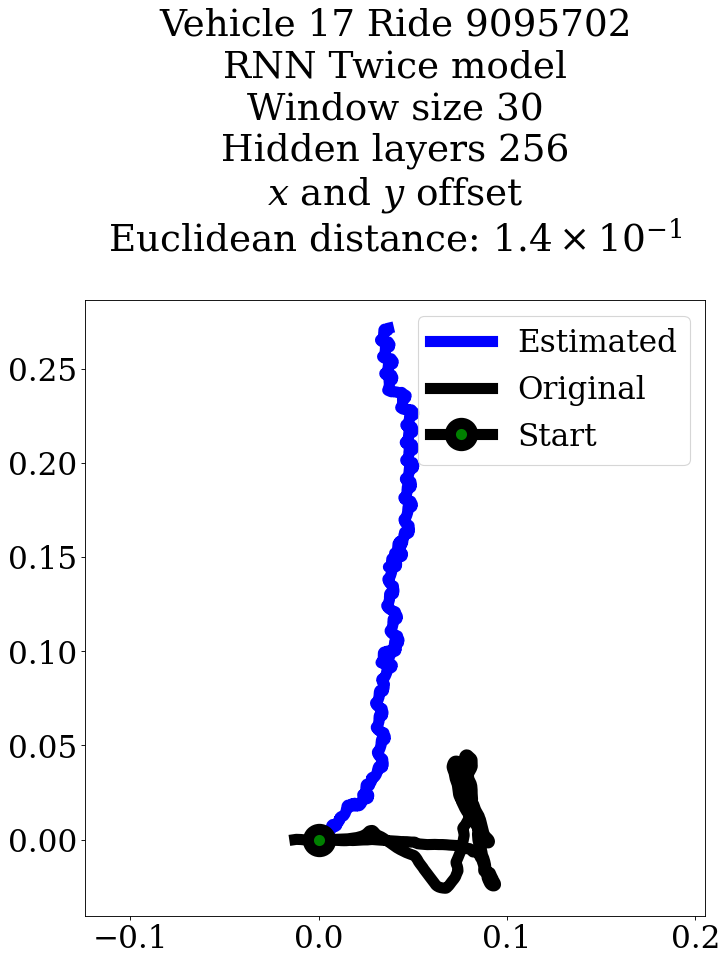 Vehicle 17 Ride 9095702
RNN Twice model
Window size 30
Hidden layers 256
x and y offset
Euclidean distance: 1.4 × 10⁻¹
Estimated
Original
Start
0.25
0.20
0.15
0.10
0.05
0.00
−0.1 0.0 0.1 0.2